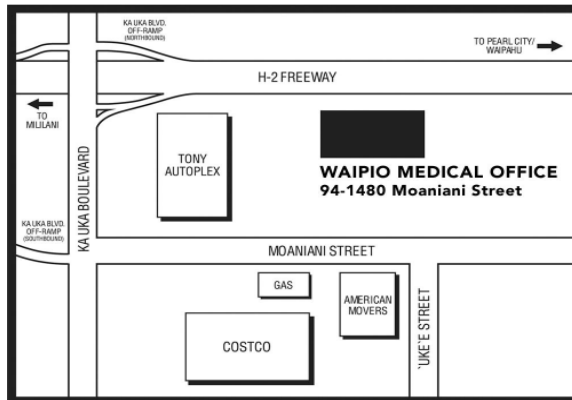 KA UKA BLVD.
OFF-RAMP
(NORTHBOUND)
TO PEARL CITY/
WAIPAHU
H-2 FREEWAY
TO
MILILANI
TONY
AUTOPLEX
WAIPIO MEDICAL OFFICE
94-1480 Moaniani Street
KA UKA BOULEVARD
KA UKA BLVD.
OFF-RAMP
(SOUTHBOUND)
MOANIANI STREET
GAS
AMERICAN
MOVERS
COSTCO
'UKE'E STREET